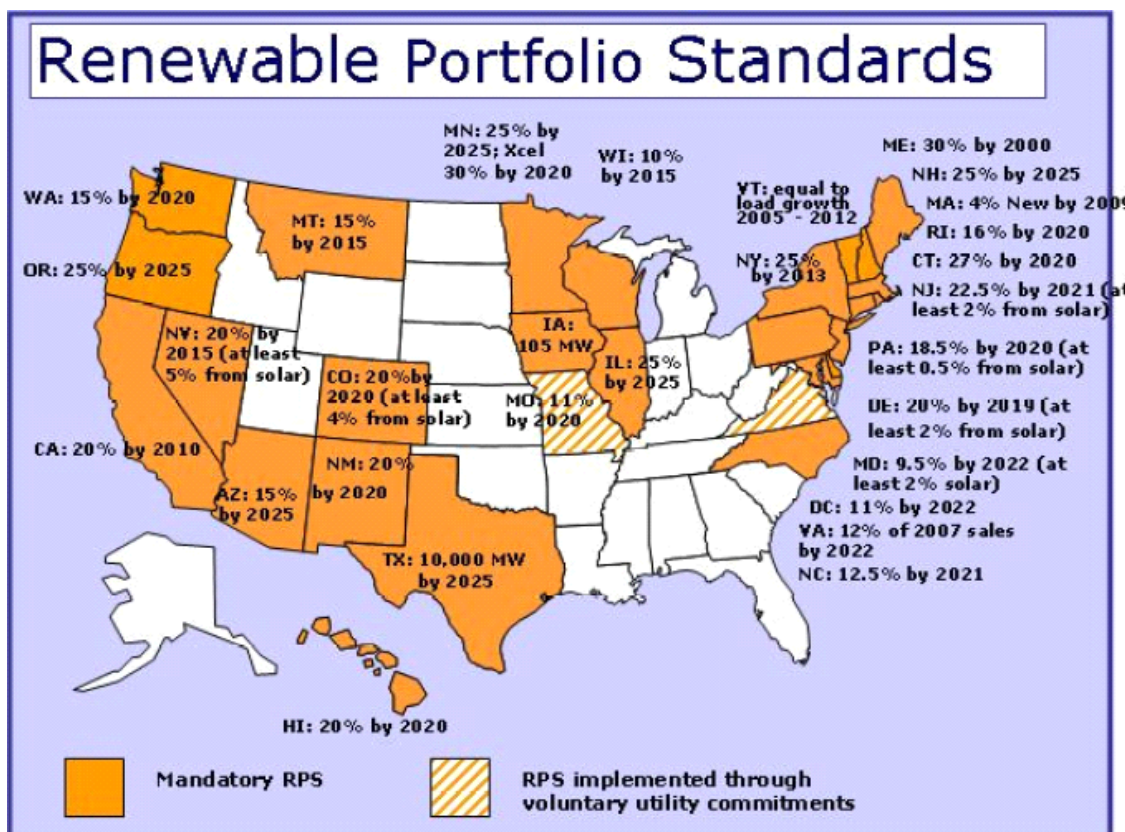 Renewable Portfolio Standards
MN: 25% by
2025; Xcel
30% by 2020
WI: 10%
by 2015
ME: 30% by 2000
NH: 25% by 2025
VT: equal to
load growth
2005 - 2012
MA: 4% New by 2009
RI: 16% by 2020
WA: 15% by 2020
MT: 15%
by 2015
NY: 25%
by 2013
CT: 27% by 2020
OR: 25% by 2025
NJ: 22.5% by 2021 (at
least 2% from solar)
NV: 20% by
2015 (at least
5% from solar)
IA:
105 MW
PA: 18.5% by 2020 (at
least 0.5% from solar)
CO: 20%by
2020 (at least
4% from solar)
IL: 25%
by 2025
MO: 11%
by 2020
DE: 20% by 2019 (at
least 2% from solar)
CA: 20% by 2010
NM: 20%
by 2020
MD: 9.5% by 2022 (at
least 2% solar)
AZ: 15%
by 2025
DC: 11% by 2022
VA: 12% of 2007 sales
by 2022
TX: 10,000 MW
by 2025
NC: 12.5% by 2021
HI: 20% by 2020
Mandatory RPS
RPS implemented through
voluntary utility commitments